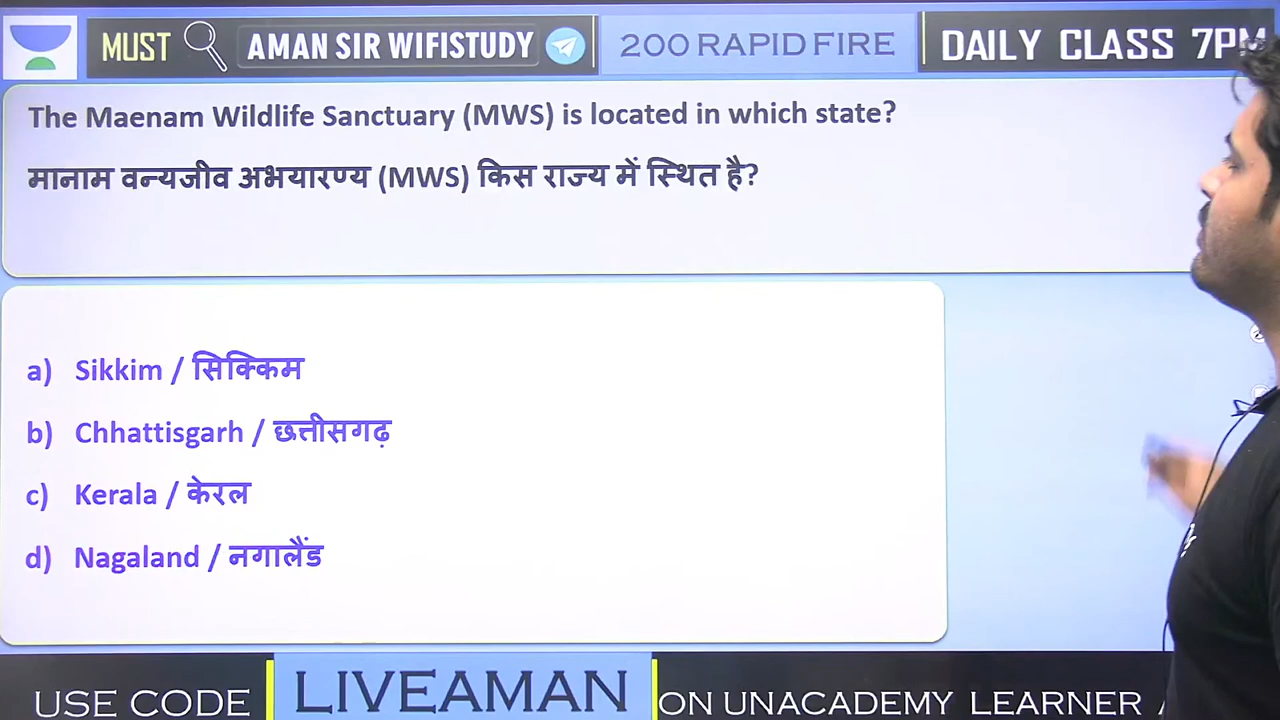 MUST AMAN SIR WIFISTUDY 200 RAPID FIRE DAILY CLASS 7PM
The Maenam Wildlife Sanctuary (MWS) is located in which state?
मानाम वन्यजीव अभयारण्य (MWS) किस राज्य में स्थित है?
a) Sikkim / सिक्किम
b) Chhattisgarh / छत्तीसगढ़
c) Kerala / केरल
d) Nagaland / नगालैंड
USE CODE LIVEAMAN ON UNACADEMY LEARNER